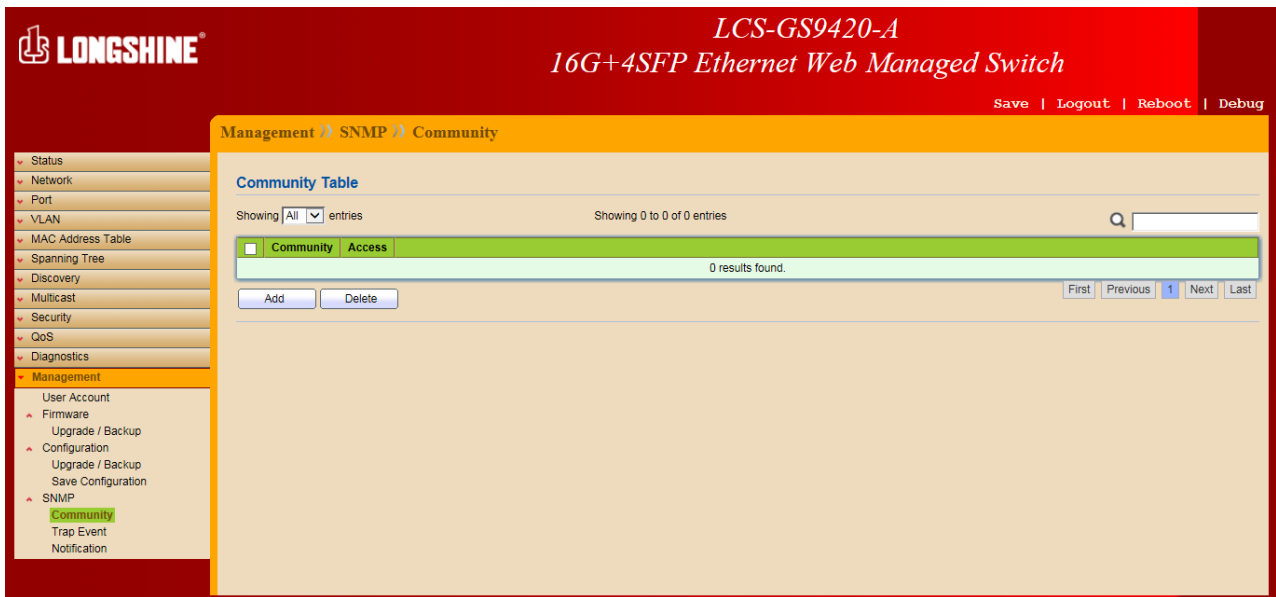 LONGSHINE®
LCS-GS9420-A
16G+4SFP Ethernet Web Managed Switch
Save | Logout | Reboot | Debug
Management » SNMP » Community
Status
Network
Port
VLAN
MAC Address Table
Spanning Tree
Discovery
Multicast
Security
QoS
Diagnostics
Management
User Account
Firmware
Upgrade / Backup
Configuration
Upgrade / Backup
Save Configuration
SNMP
Community
Trap Event
Notification
Community Table
Showing All entries
Showing 0 to 0 of 0 entries
Community Access
0 results found.
Add Delete
First Previous 1 Next Last